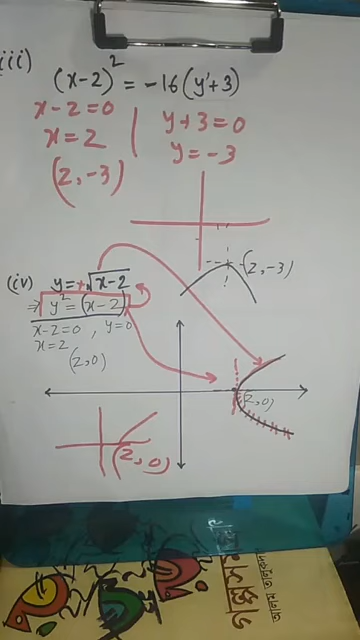 iii)
(x-2)² = -16(y+3)
x-2=0 | y+3=0
x=2 | y=-3
(2,-3)
(2,-3)
(iv) y=+√x-2
⇒ y² = (x-2)
x-2=0, y=0
x=2
(2,0)
(2,0)
(2,0)